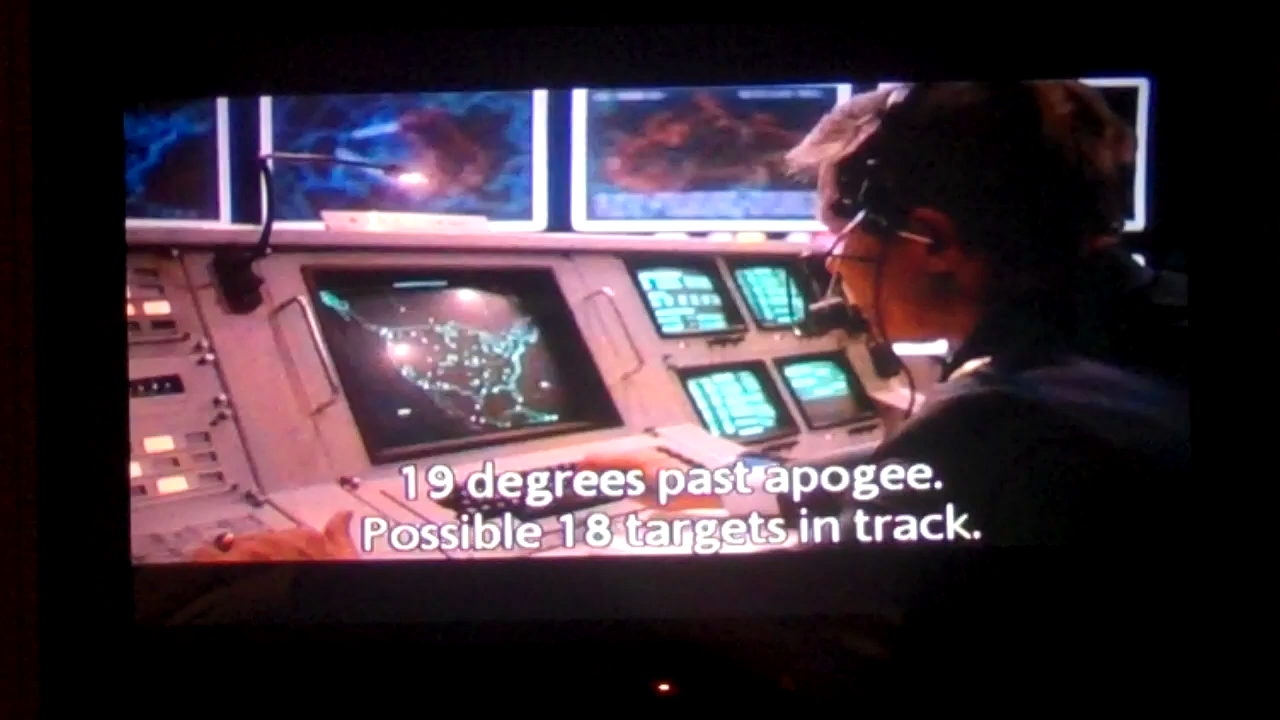 19 degrees past apogee.
Possible 18 targets in track.